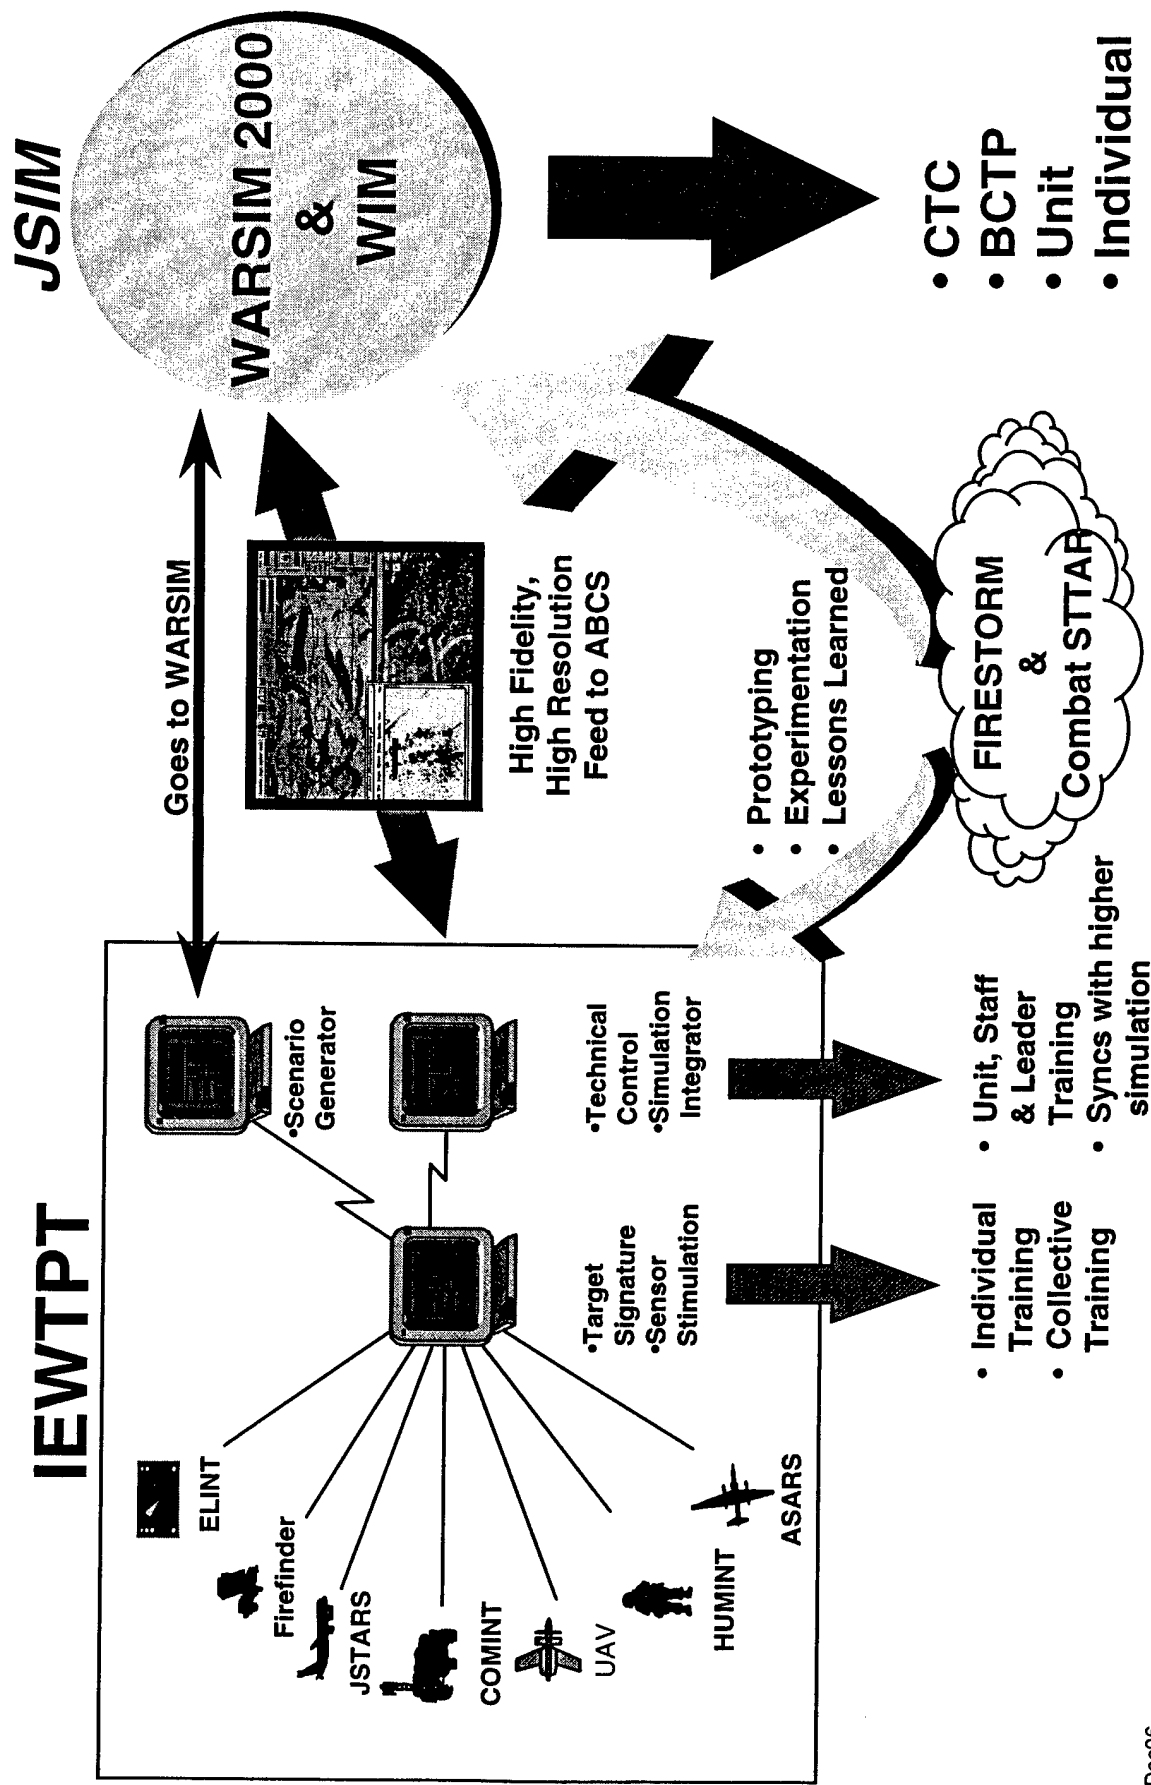 IEWTPT
JSIM
ELINT
Firefinder
JSTARS
COMINT
UAV
HUMINT
ASARS
•Scenario
Generator
•Target
Signature
•Sensor
Stimulation
•Technical
Control
•Simulation
Integrator
Goes to WARSIM
High Fidelity,
High Resolution
Feed to ABCS
WARSIM 2000
&
WIM
• Prototyping
• Experimentation
• Lessons Learned
FIRESTORM
&
Combat STTAR
• Individual
Training
• Collective
Training
• Unit, Staff
& Leader
Training
• Syncs with higher
simulation
• CTC
• BCTP
• Unit
• Individual